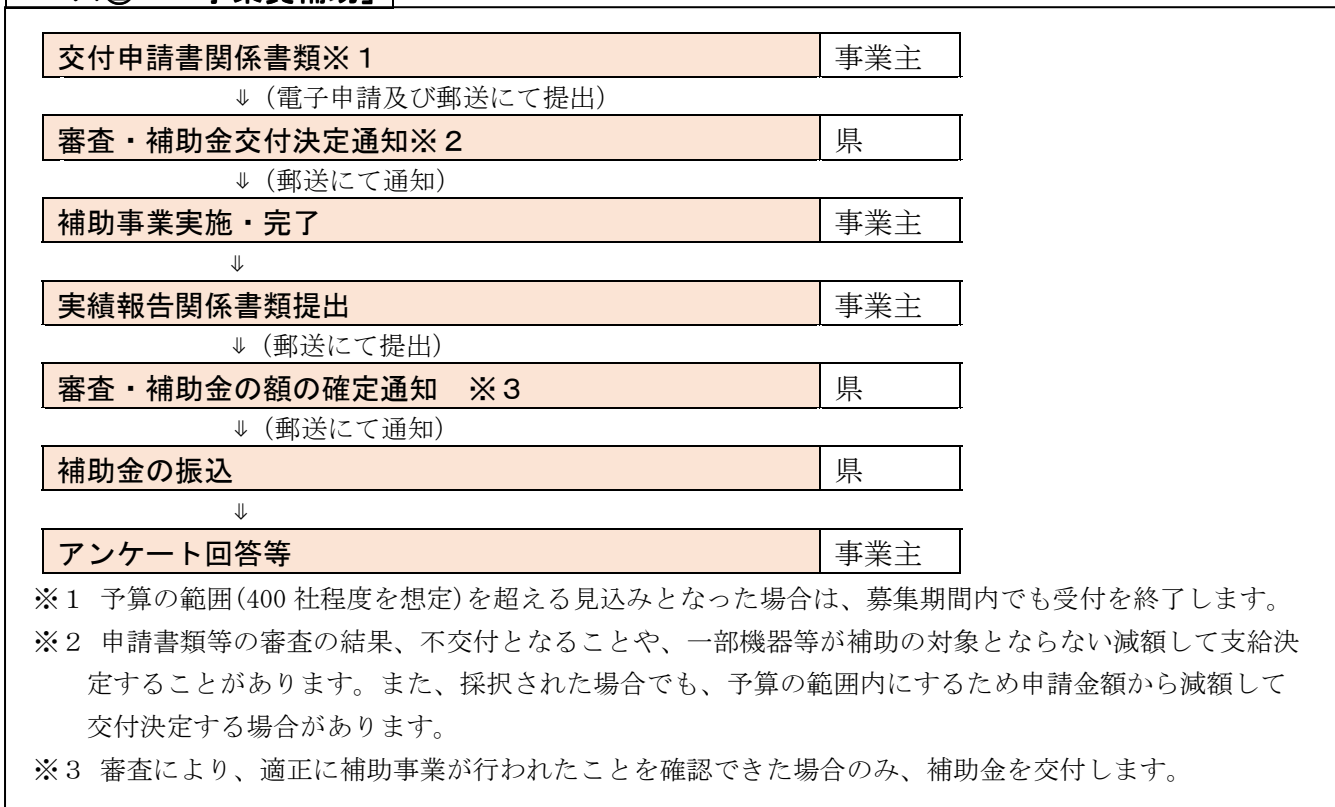 事業費補助」
交付申請書関係書類※1 事業主
⇓(電子申請及び郵送にて提出)
審査・補助金交付決定通知※2 県
⇓(郵送にて通知)
補助事業実施・完了 事業主
⇓
実績報告関係書類提出 事業主
⇓(郵送にて提出)
審査・補助金の額の確定通知 ※3 県
⇓(郵送にて通知)
補助金の振込 県
⇓
アンケート回答等 事業主
※1 予算の範囲(400 社程度を想定)を超える見込みとなった場合は、募集期間内でも受付を終了します。
※2 申請書類等の審査の結果、不交付となることや、一部機器等が補助の対象とならない減額して支給決
定することがあります。また、採択された場合でも、予算の範囲内にするため申請金額から減額して
交付決定する場合があります。
※3 審査により、適正に補助事業が行われたことを確認できた場合のみ、補助金を交付します。